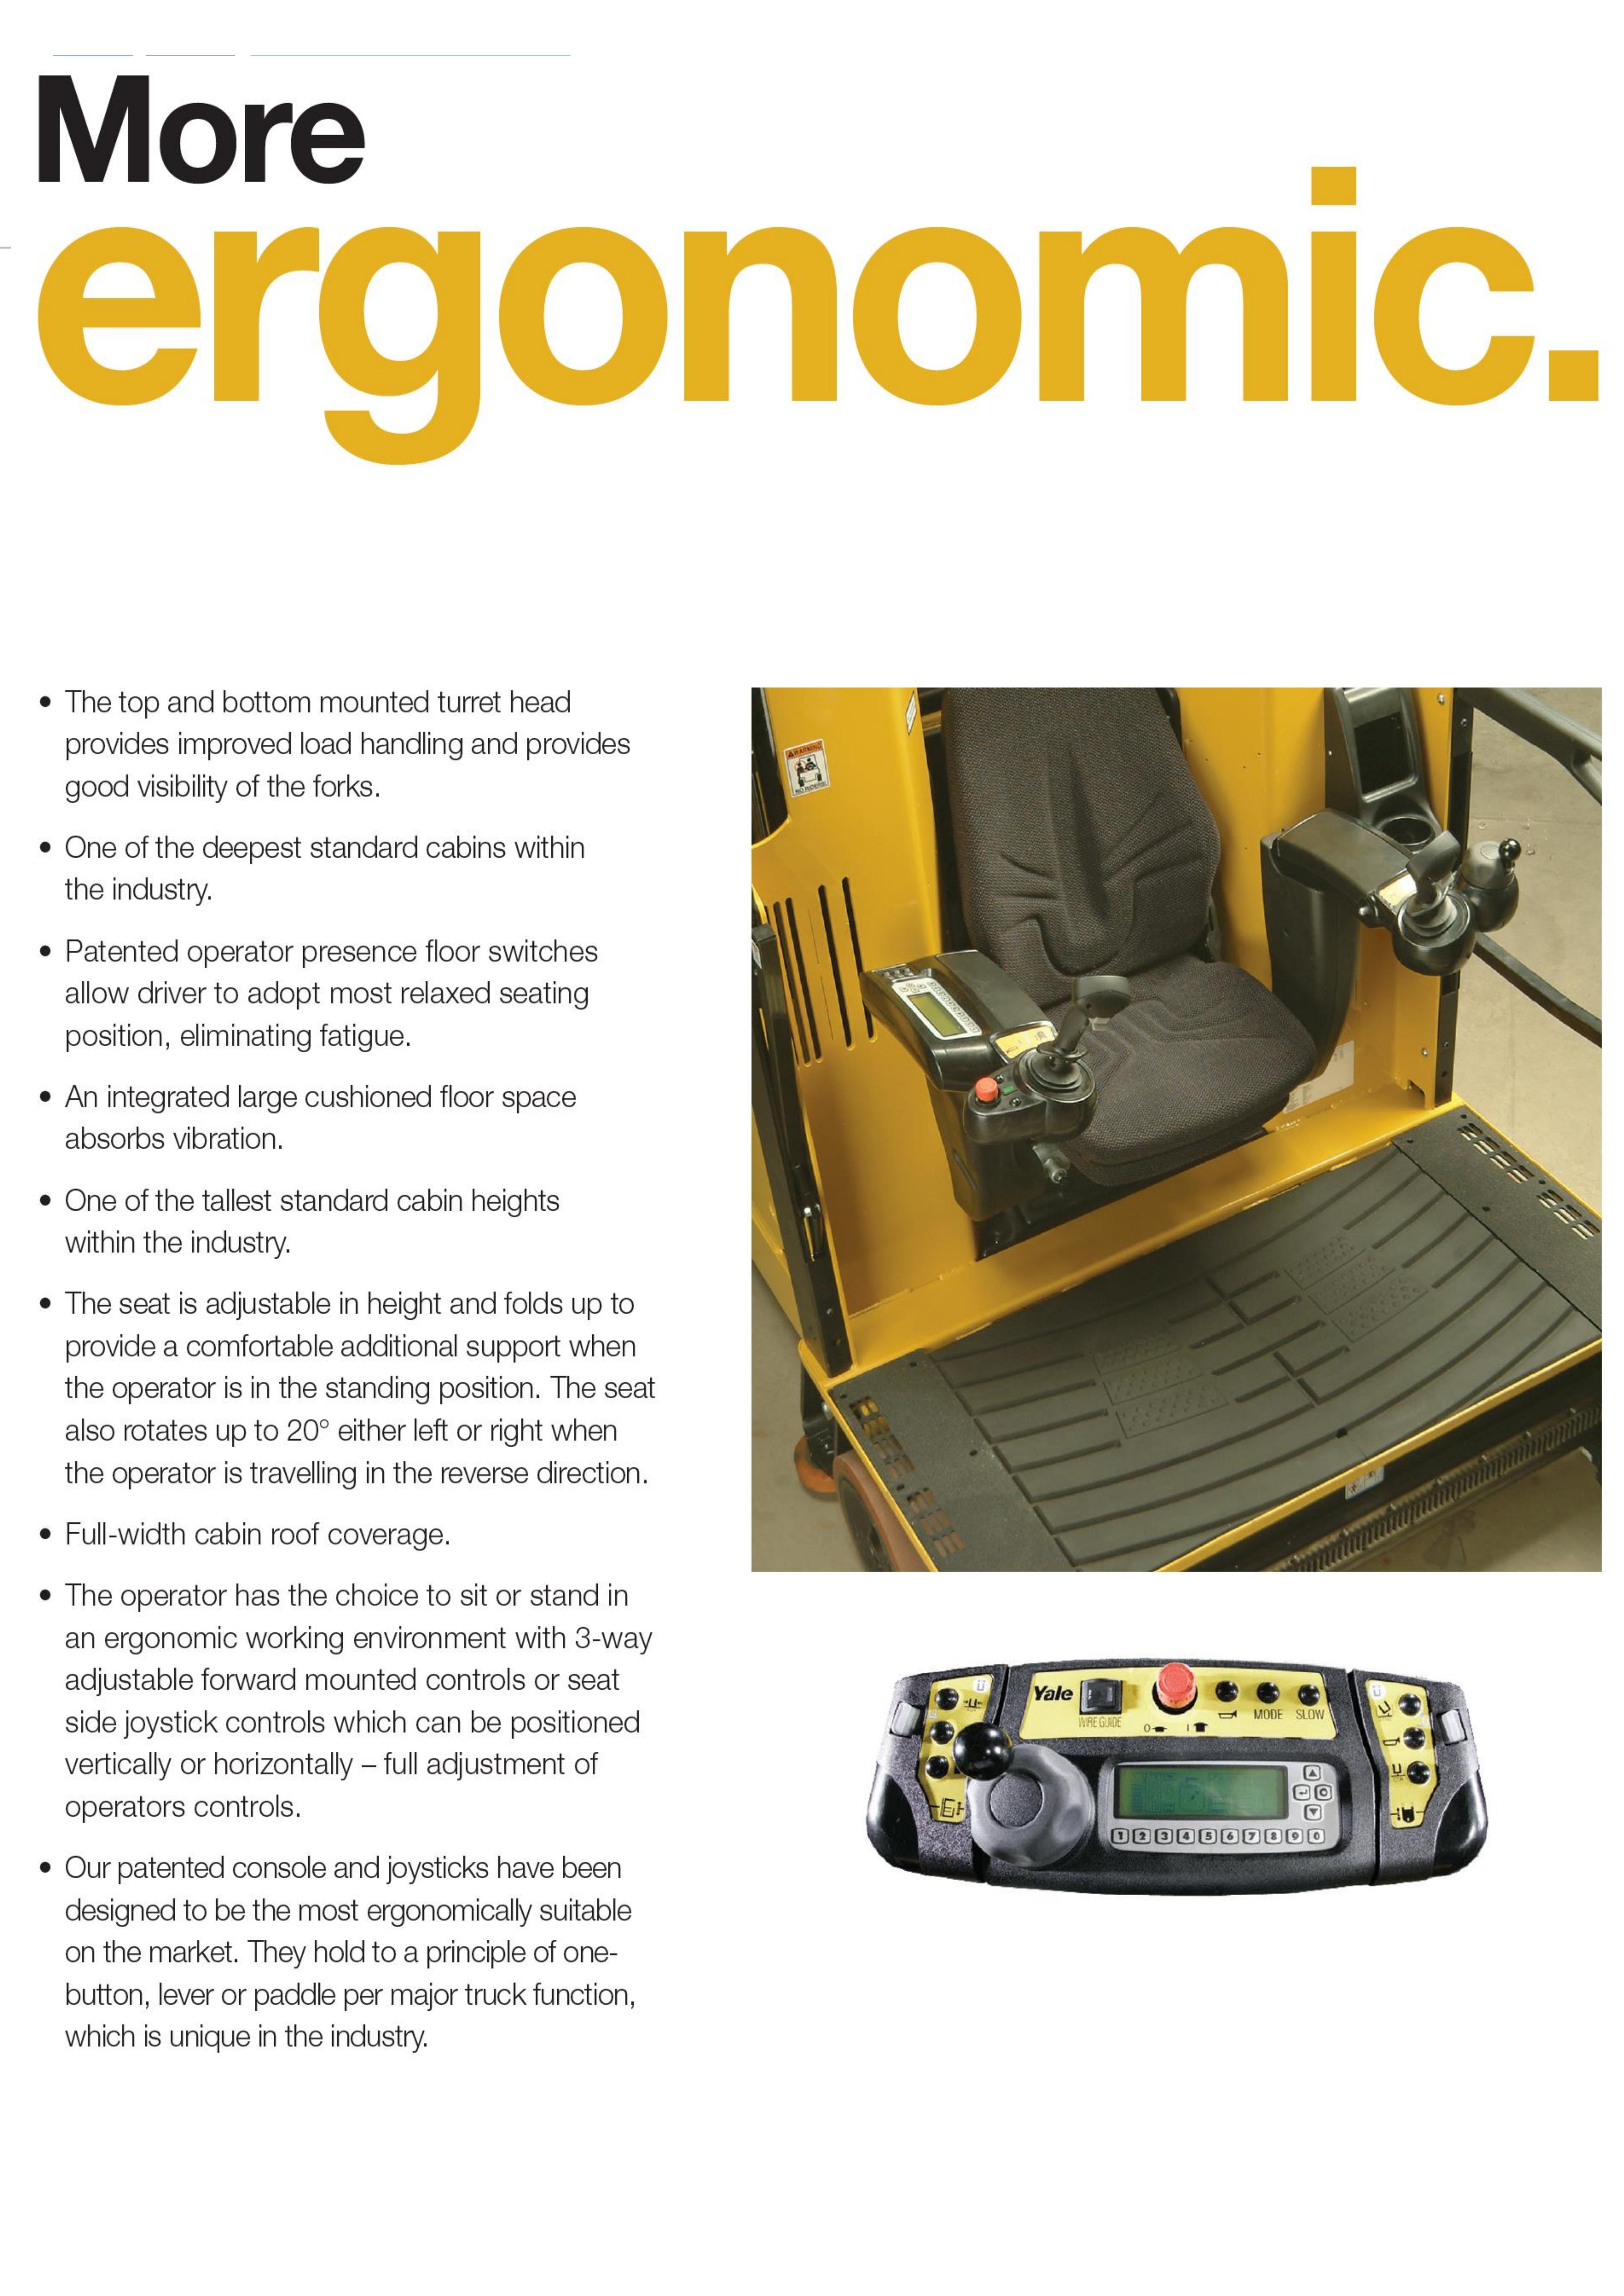 More
ergonomic.
• The top and bottom mounted turret head
provides improved load handling and provides
good visibility of the forks.
• One of the deepest standard cabins within
the industry.
• Patented operator presence floor switches
allow driver to adopt most relaxed seating
position, eliminating fatigue.
• An integrated large cushioned floor space
absorbs vibration.
• One of the tallest standard cabin heights
within the industry.
• The seat is adjustable in height and folds up to
provide a comfortable additional support when
the operator is in the standing position. The seat
also rotates up to 20° either left or right when
the operator is travelling in the reverse direction.
• Full-width cabin roof coverage.
• The operator has the choice to sit or stand in
an ergonomic working environment with 3-way
adjustable forward mounted controls or seat
side joystick controls which can be positioned
vertically or horizontally – full adjustment of
operators controls.
• Our patented console and joysticks have been
designed to be the most ergonomically suitable
on the market. They hold to a principle of one-
button, lever or paddle per major truck function,
which is unique in the industry.
WARNING
NO RIDERS
Yale
WIRE GUIDE
0
I
MODE
SLOW
1 2 3 4 5 6 7 8 9 0